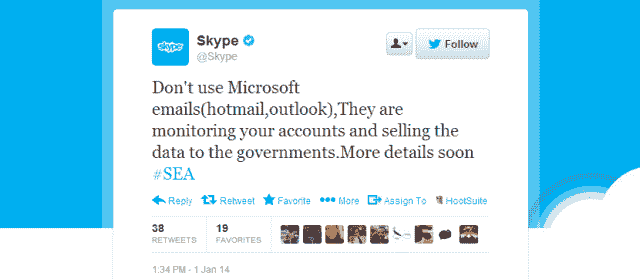 skype
Skype
Follow
@Skype
Don't use Microsoft
emails(hotmail,outlook),They are
monitoring your accounts and selling the
data to the governments.More details soon
#SEA
Reply Retweet Favorite More Assign To HootSuite
38 19
RETWEETS FAVORITES
1:34 PM - 1 Jan 14